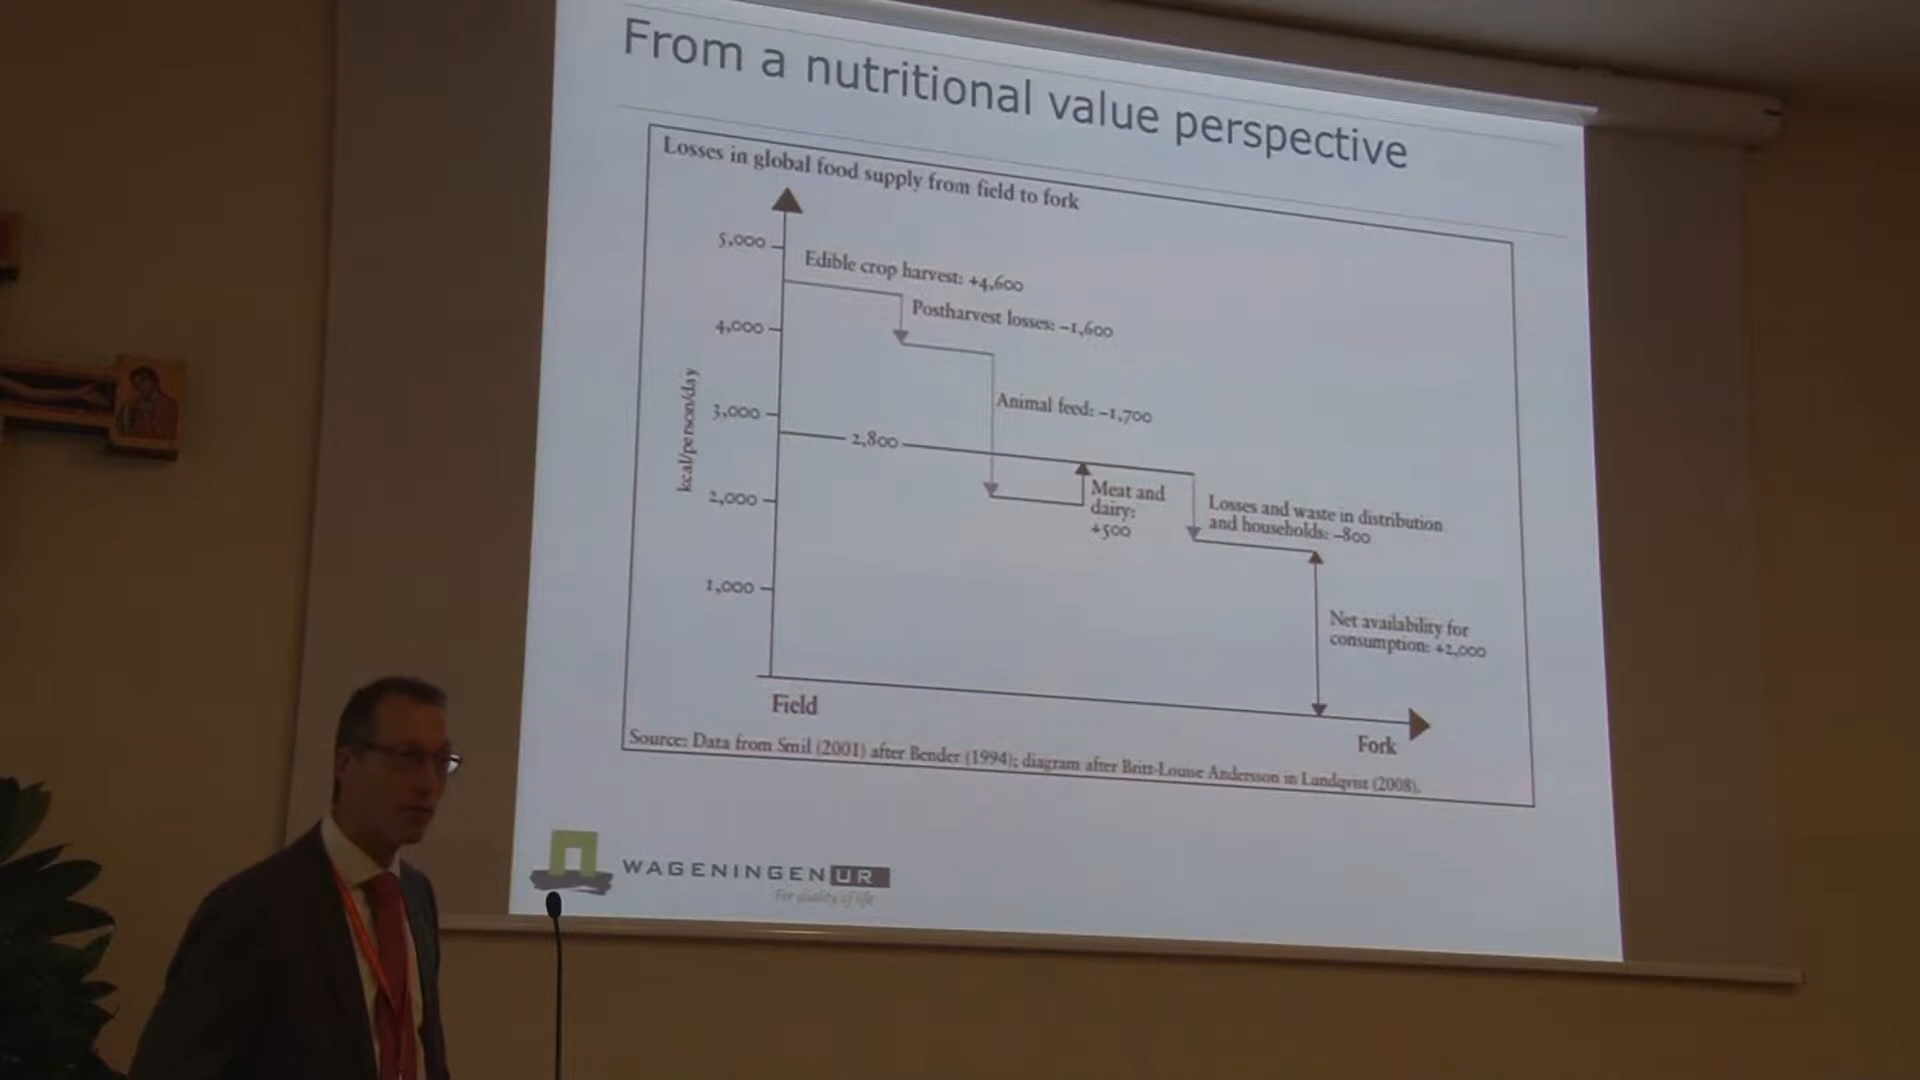 From a nutritional value perspective
Losses in global food supply from field to fork
5,000
Edible crop harvest: +4,600
Postharvest losses: –1,600
4,000
Animal feed: –1,700
3,000
kcal/person/day
2,800
Meat and
dairy:
+500
2,000
Losses and waste in distribution
and households: –800
1,000
Net availability for
consumption: +2,000
Field
Fork
Source: Data from Smil (2001) after Bender (1994); diagram after Britt-Louise Andersson in Lundqvist (2008).
WAGENINGEN UR
For quality of life